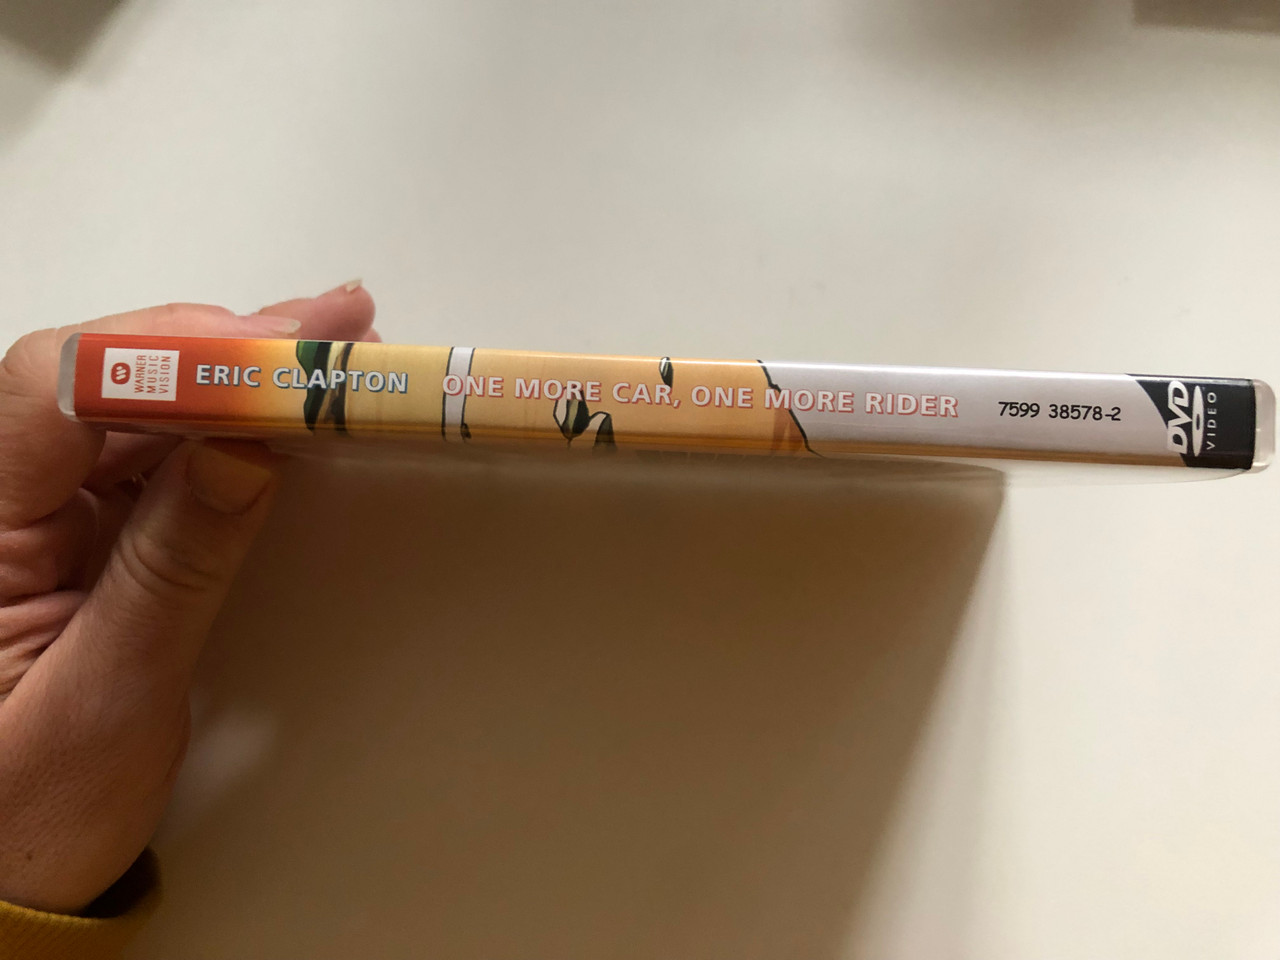 WARNER
MUSIC
VISION
ERIC CLAPTON ONE MORE CAR, ONE MORE RIDER 7599 38578-2
DVD
VIDEO